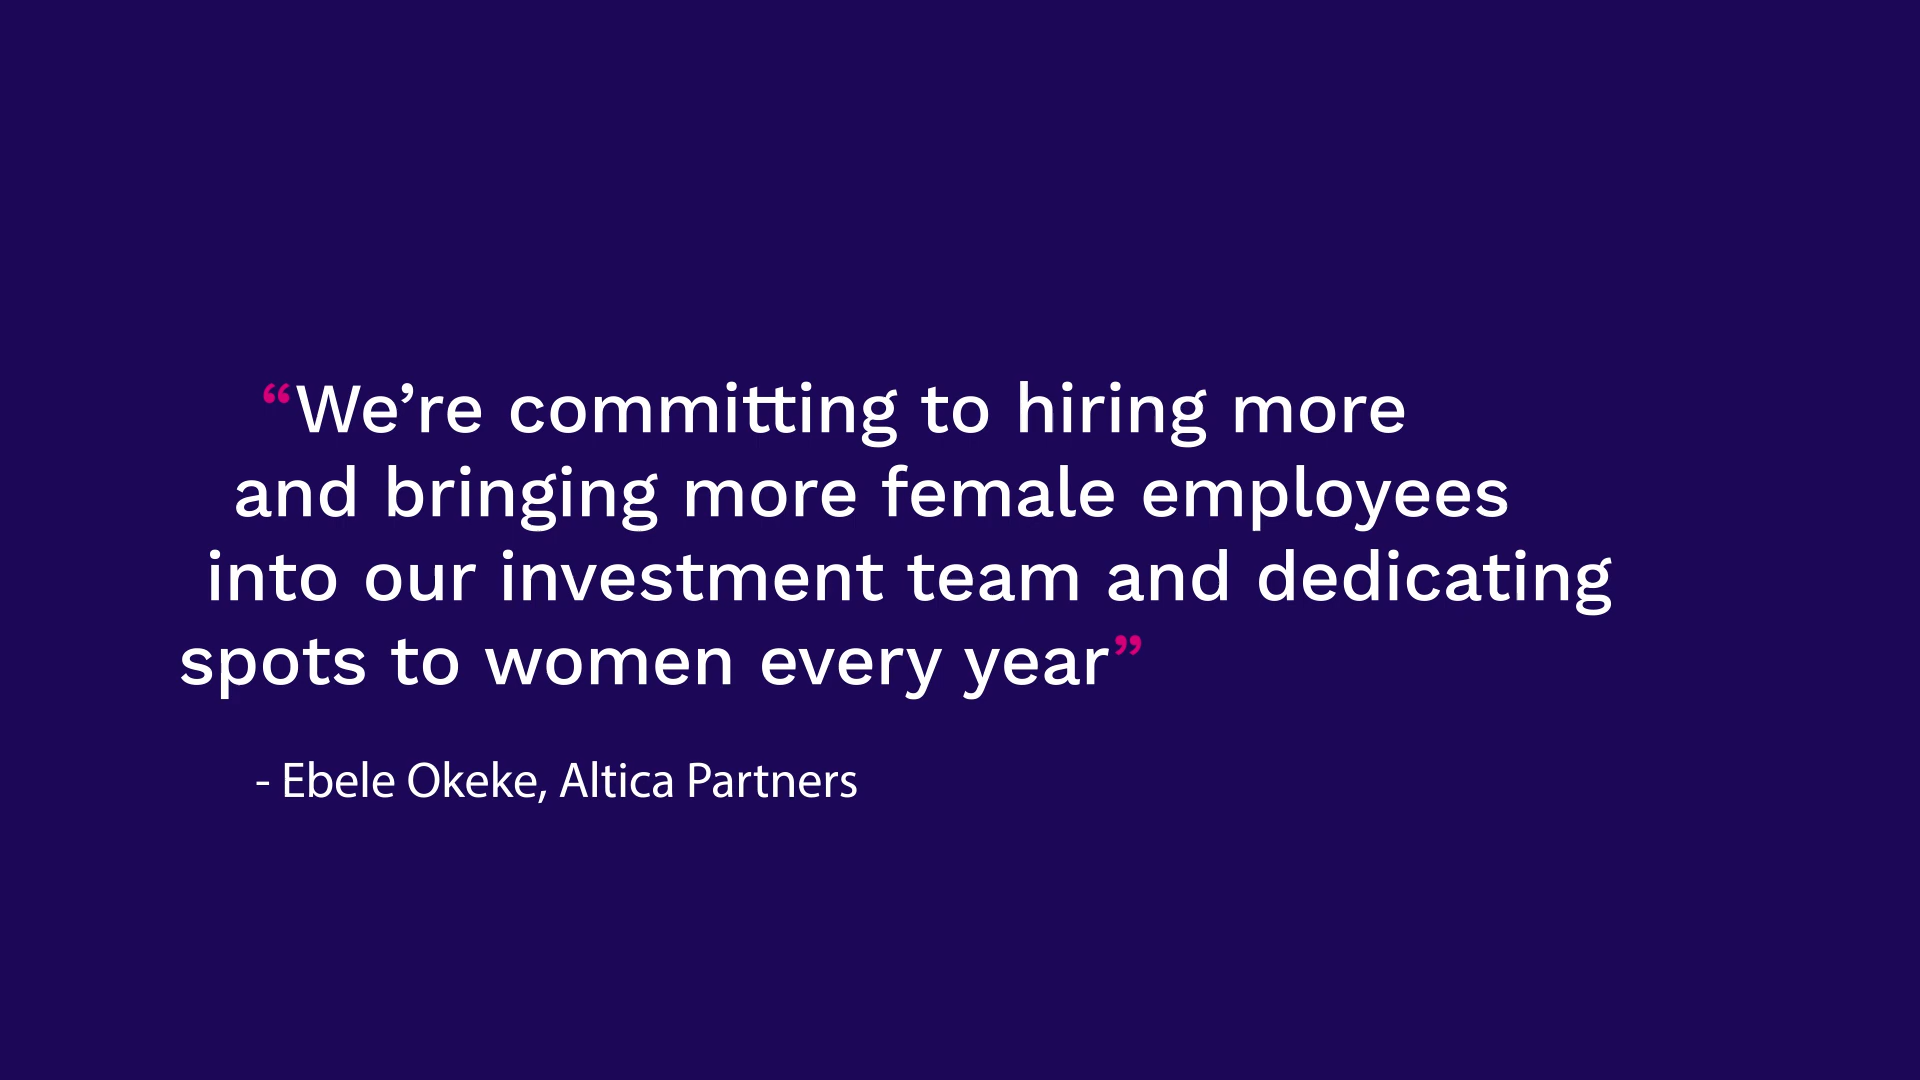 “We’re committing to hiring more
and bringing more female employees
into our investment team and dedicating
spots to women every year”
- Ebele Okeke, Altica Partners